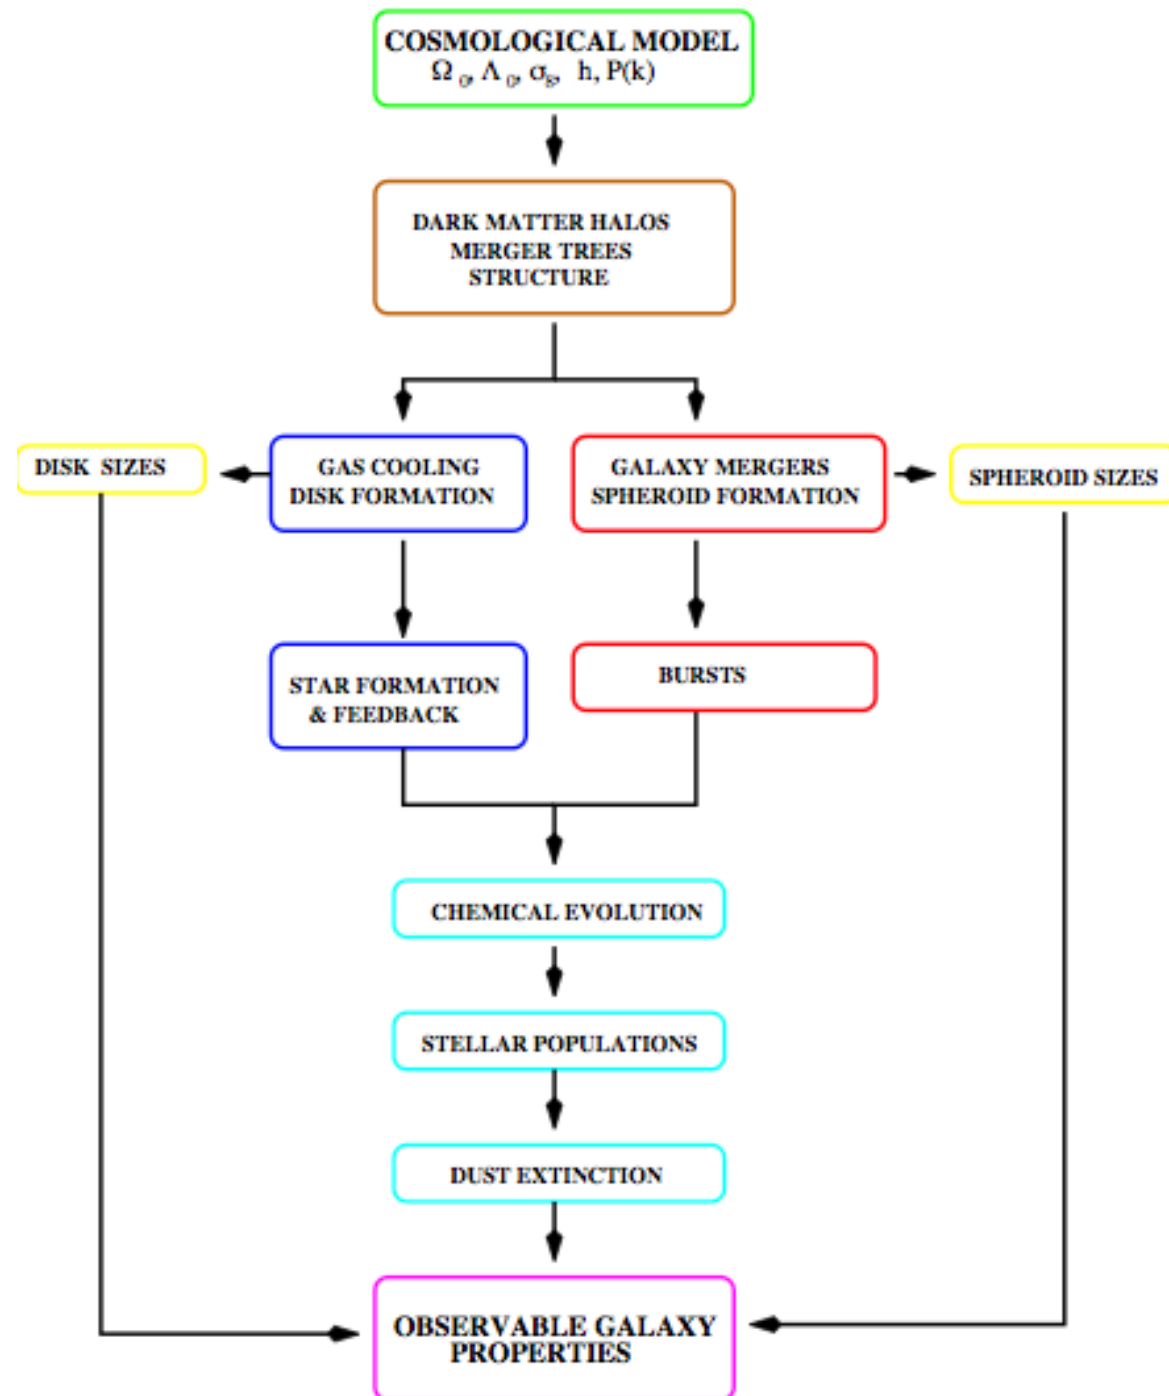 COSMOLOGICAL MODEL
Ω₀, Λ₀, σ₈, h, P(k)
DARK MATTER HALOS
MERGER TREES
STRUCTURE
DISK SIZES
GAS COOLING
DISK FORMATION
GALAXY MERGERS
SPHEROID FORMATION
SPHEROID SIZES
STAR FORMATION
& FEEDBACK
BURSTS
CHEMICAL EVOLUTION
STELLAR POPULATIONS
DUST EXTINCTION
OBSERVABLE GALAXY
PROPERTIES